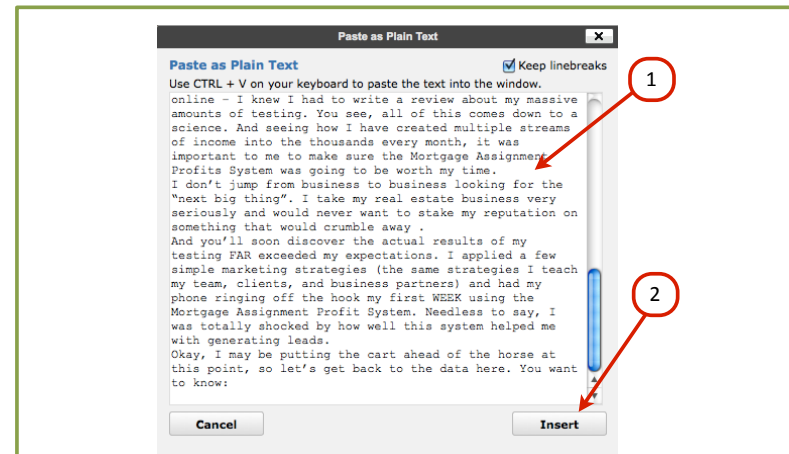 Paste as Plain Text
X
Paste as Plain Text
Keep linebreaks
Use CTRL + V on your keyboard to paste the text into the window.
1
online – I knew I had to write a review about my massive
amounts of testing. You see, all of this comes down to a
science. And seeing how I have created multiple streams
of income into the thousands every month, it was
important to me to make sure the Mortgage Assignment
Profits System was going to be worth my time.
I don't jump from business to business looking for the
“next big thing”. I take my real estate business very
seriously and would never want to stake my reputation on
something that would crumble away .
And you'll soon discover the actual results of my
testing FAR exceeded my expectations. I applied a few
simple marketing strategies (the same strategies I teach
my team, clients, and business partners) and had my
phone ringing off the hook my first WEEK using the
Mortgage Assignment Profit System. Needless to say, I
was totally shocked by how well this system helped me
with generating leads.
Okay, I may be putting the cart ahead of the horse at
this point, so let's get back to the data here. You want
to know:
2
Cancel
Insert